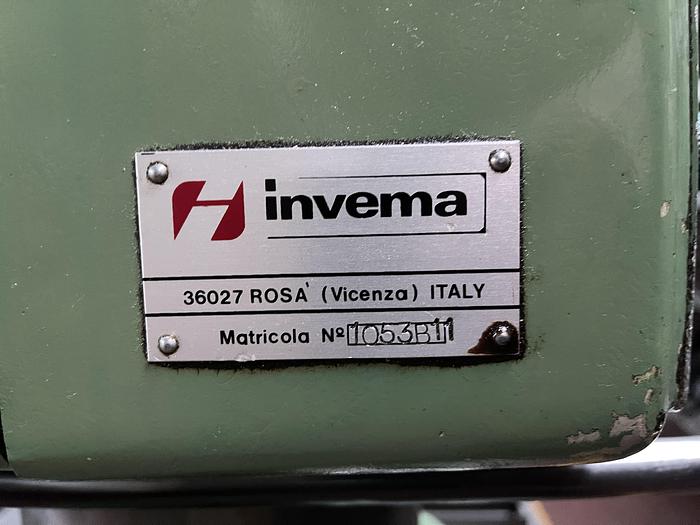 invema
36027 ROSA' (Vicenza) ITALY
Matricola Nº 1053B11